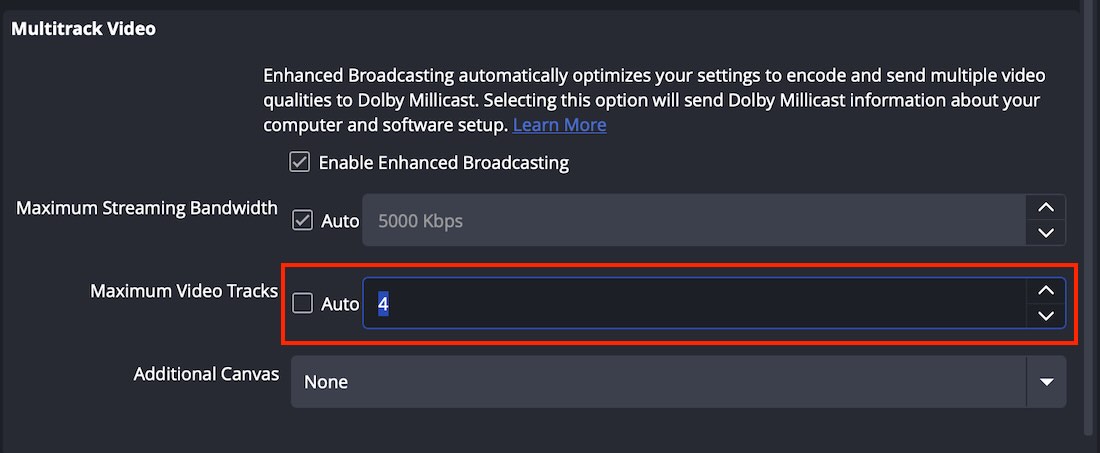 Multitrack Video
Enhanced Broadcasting automatically optimizes your settings to encode and send multiple video
qualities to Dolby Millicast. Selecting this option will send Dolby Millicast information about your
computer and software setup. Learn More
Enable Enhanced Broadcasting
Maximum Streaming Bandwidth Auto 5000 Kbps
Maximum Video Tracks Auto 4
Additional Canvas None